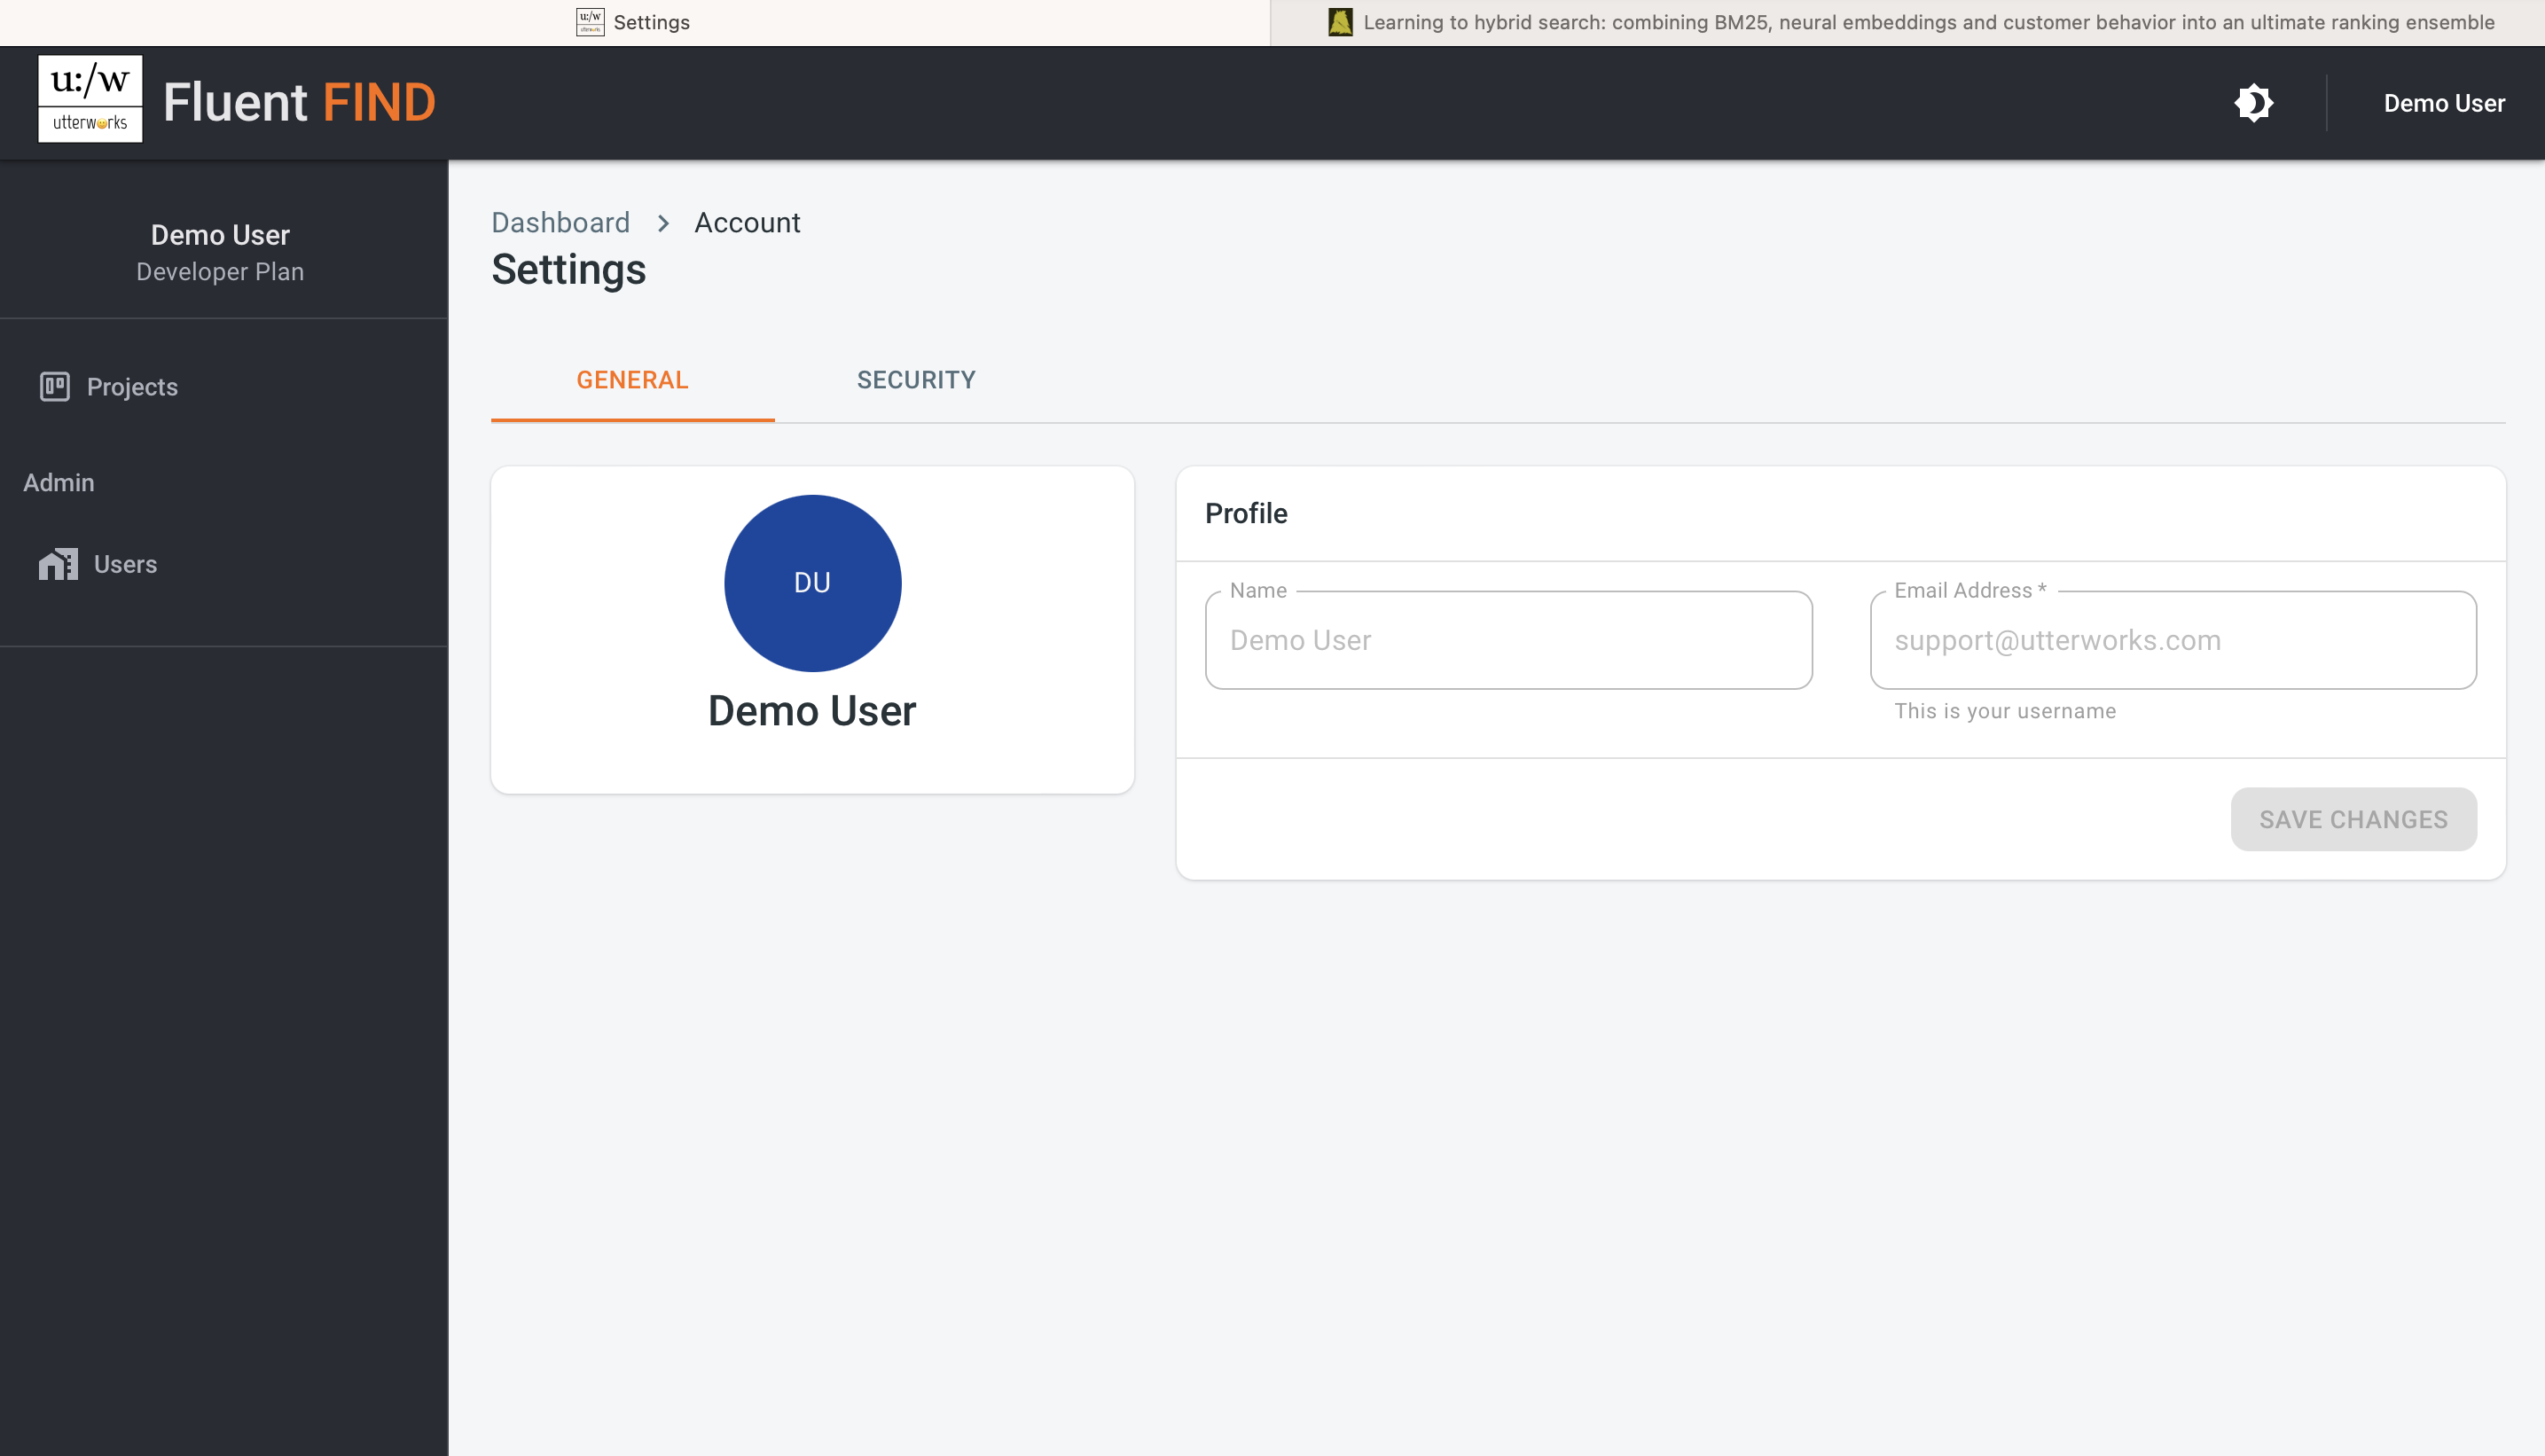 u:/w
utterworks
Settings
Learning to hybrid search: combining BM25, neural embeddings and customer behavior into an ultimate ranking ensemble
u:/w
utterworks
Fluent FIND
Demo User
Demo User
Developer Plan
Projects
Admin
Users
Dashboard > Account
Settings
GENERAL
SECURITY
DU
Demo User
Profile
Name
Demo User
Email Address *
support@utterworks.com
This is your username
SAVE CHANGES